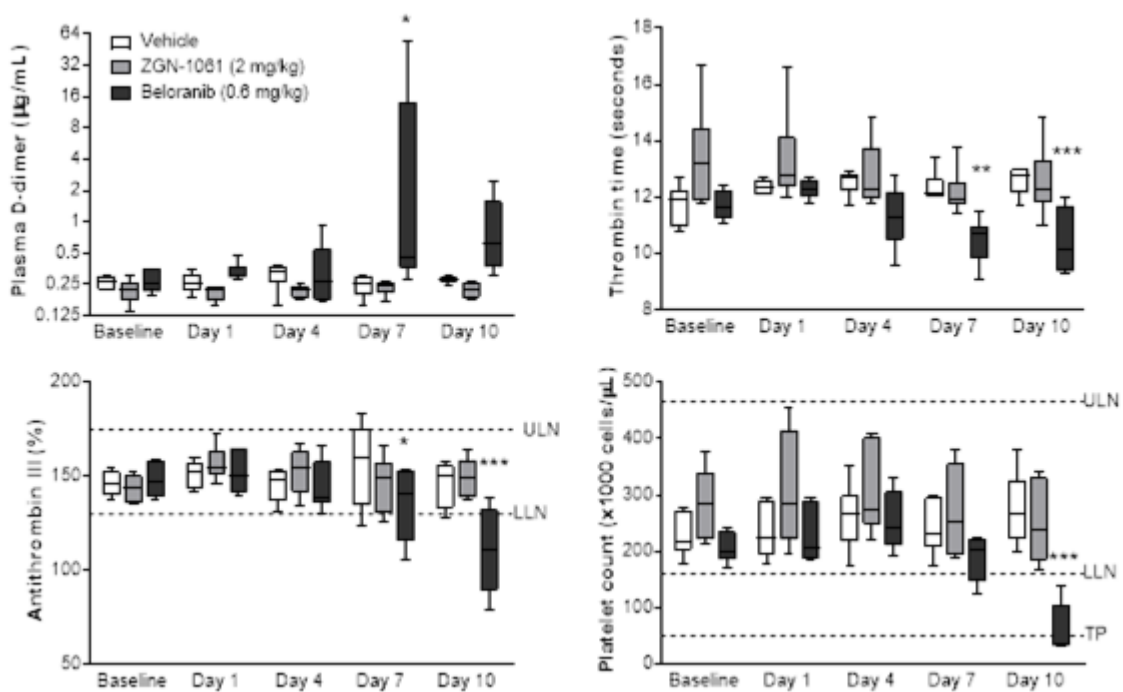 Plasma D-dimer (µg/mL)
64
32
16
8
4
2
1
0.5
0.25
0.125
Vehicle
ZGN-1061 (2 mg/kg)
Beloranib (0.6 mg/kg)
*
Baseline Day 1 Day 4 Day 7 Day 10
Thrombin time (seconds)
18
16
14
12
10
8
**
***
Baseline Day 1 Day 4 Day 7 Day 10
Antithrombin III (%)
200
150
100
50
ULN
*
***
LLN
Baseline Day 1 Day 4 Day 7 Day 10
Platelet count (x1000 cells/µL)
500
400
300
200
100
0
ULN
***
LLN
TP
Baseline Day 1 Day 4 Day 7 Day 10